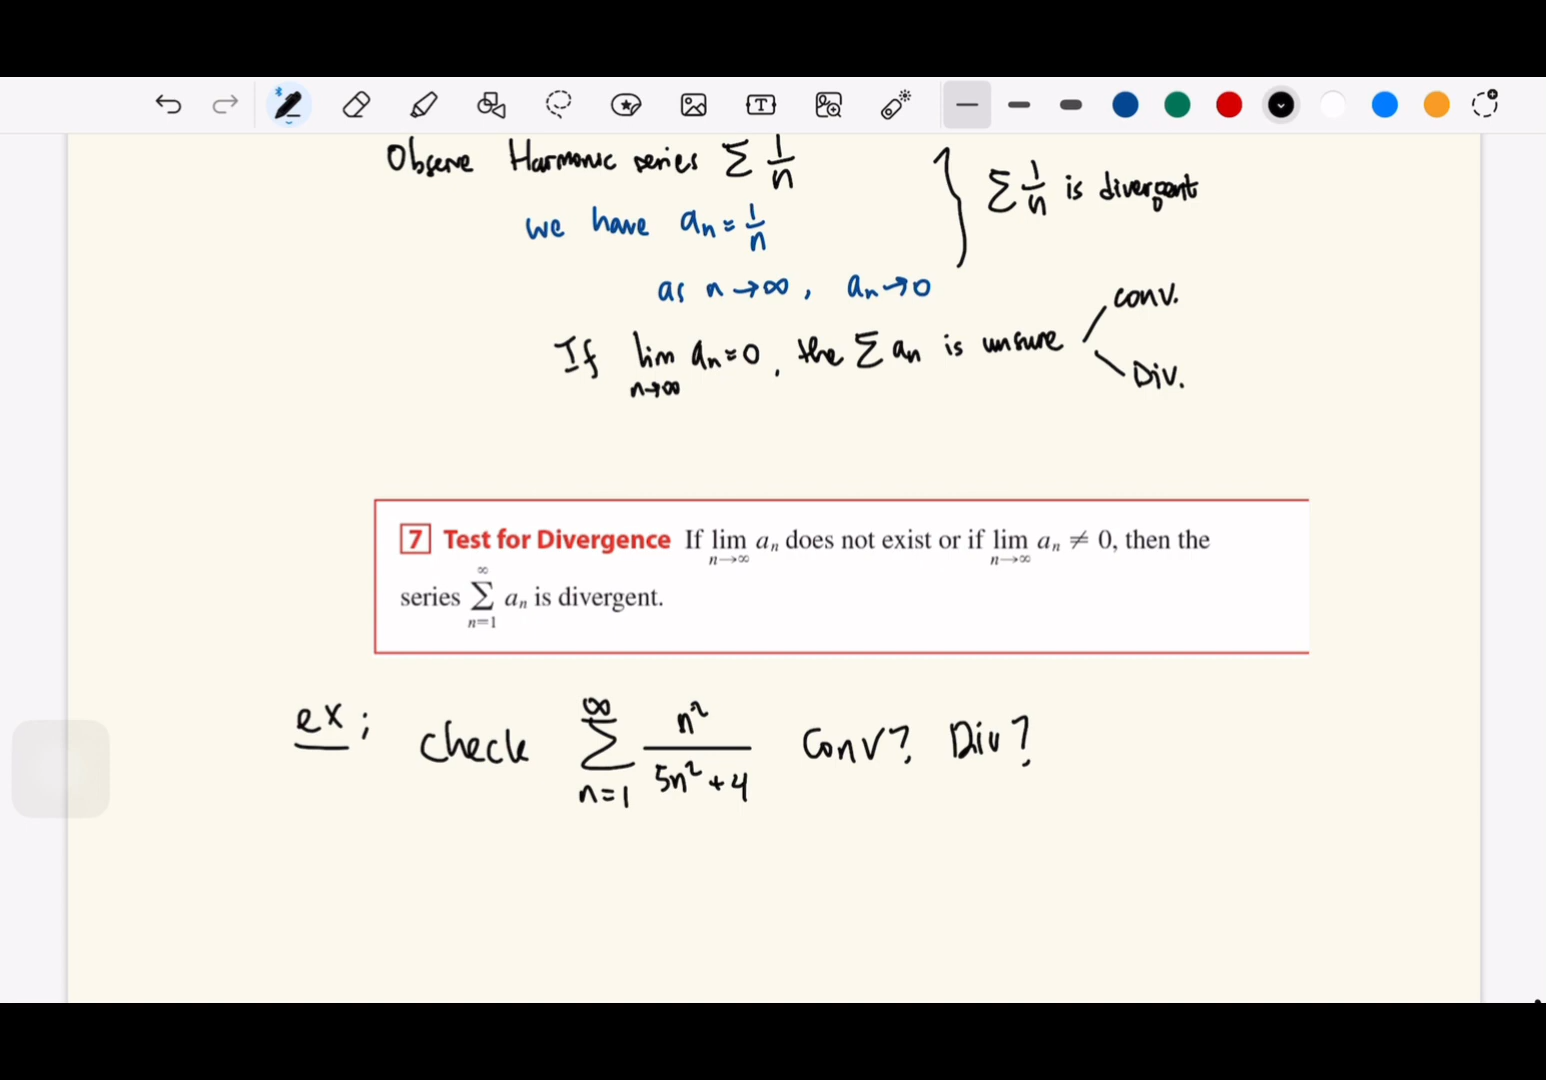 Observe Harmonic series Σ 1/n
we have aₙ = 1/n
as n→∞, aₙ→0
} Σ 1/n is divergent
If lim n→∞ aₙ = 0, the Σ aₙ is unsure
conv.
Div.
7 Test for Divergence If lim n→∞ aₙ does not exist or if lim n→∞ aₙ ≠ 0, then the
series ∞ Σ n=1 aₙ is divergent.
ex; check ∞ Σ n=1 n²/(5n²+4) Conv? Div?